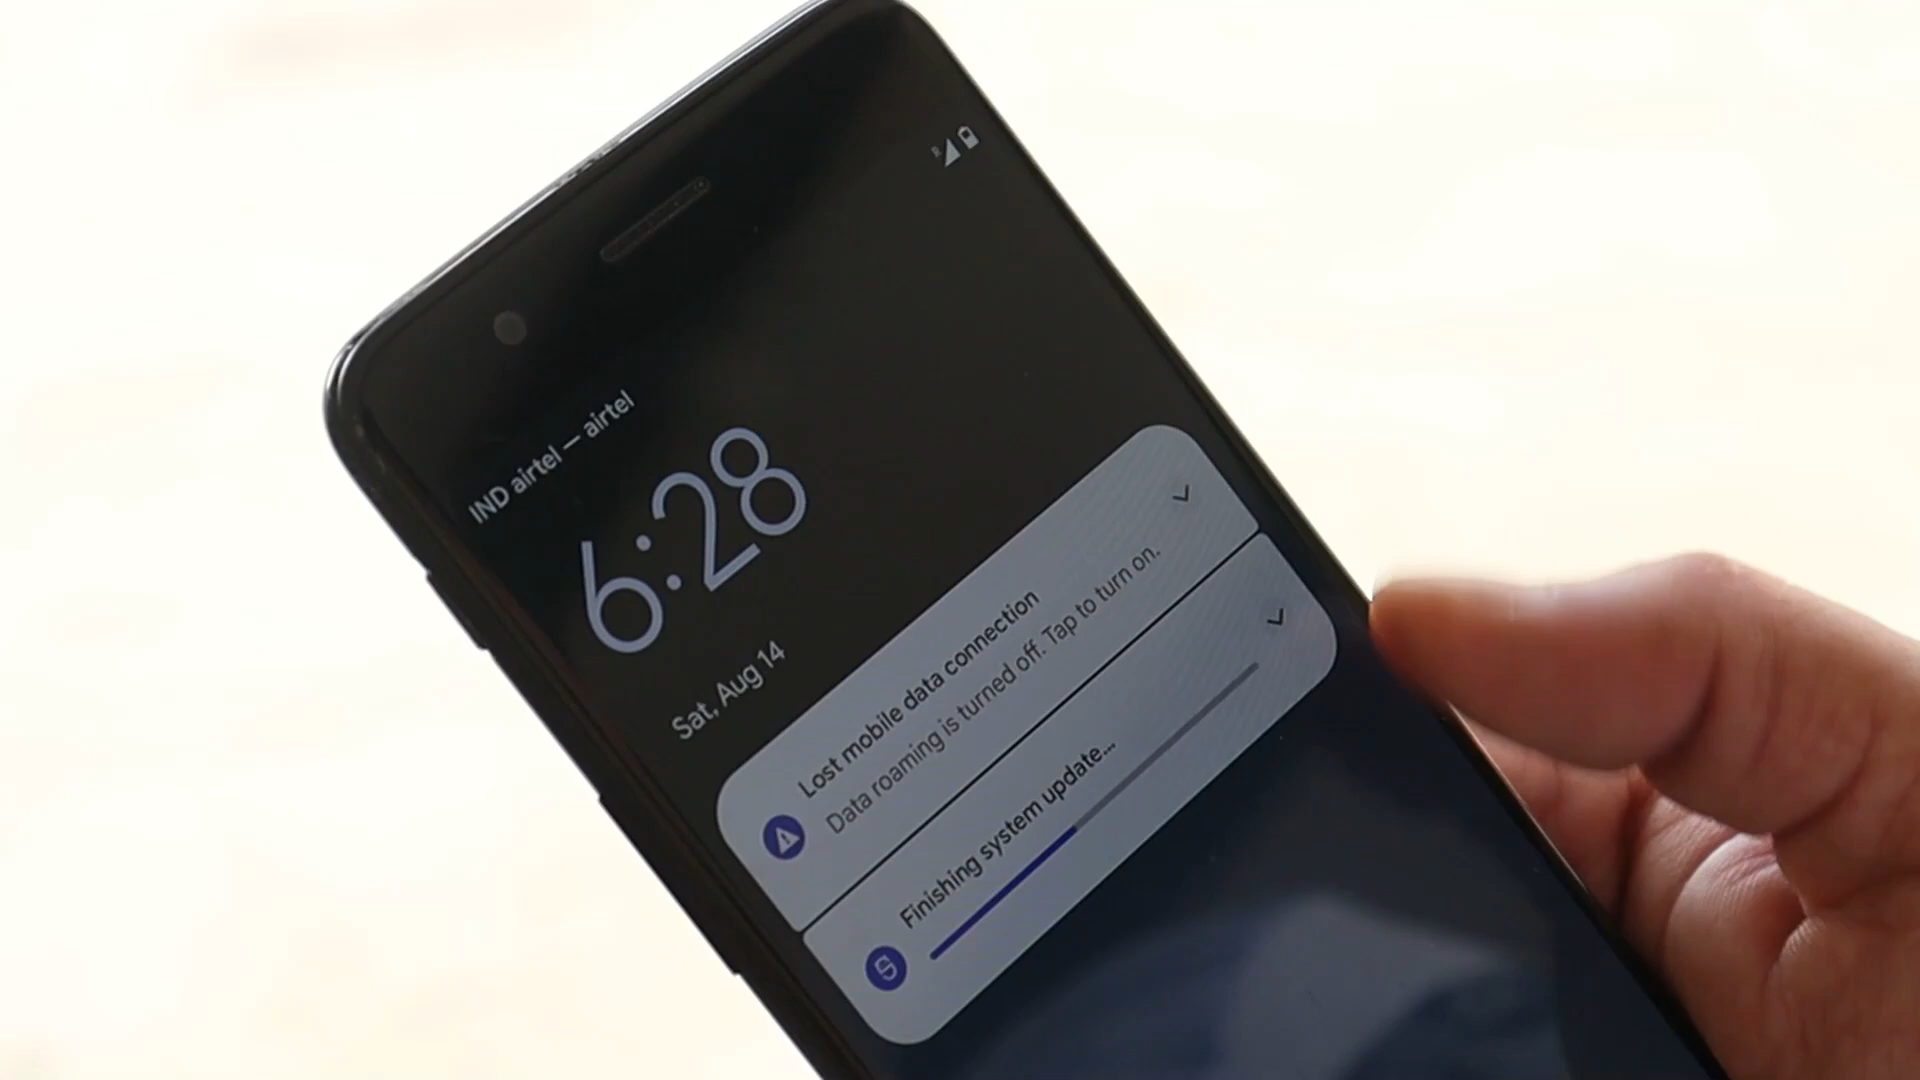 R
IND airtel — airtel
6:28
Sat, Aug 14
Lost mobile data connection
Data roaming is turned off. Tap to turn on.
Finishing system update...